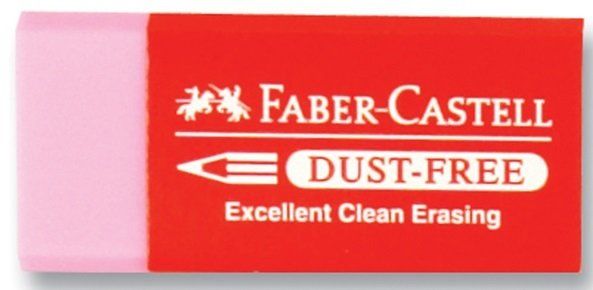 FABER-CASTELL
DUST-FREE
Excellent Clean Erasing